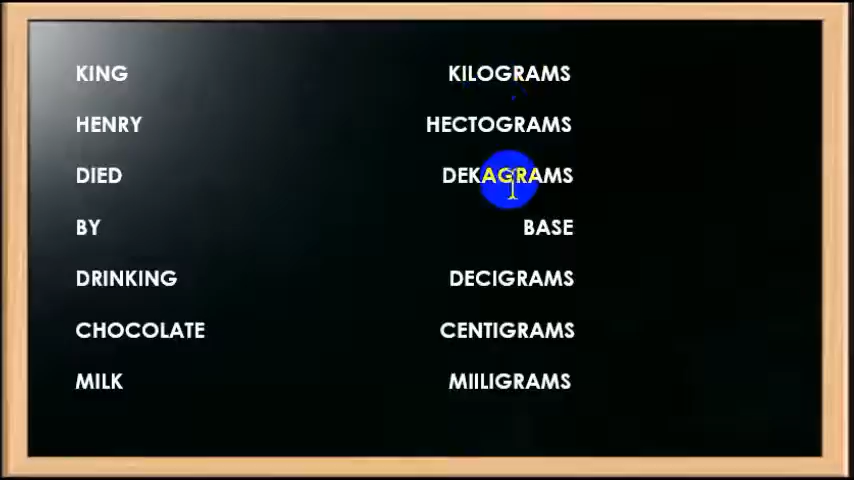 KING KILOGRAMS
HENRY HECTOGRAMS
DIED DEKAGRAMS
BY BASE
DRINKING DECIGRAMS
CHOCOLATE CENTIGRAMS
MILK MIILIGRAMS